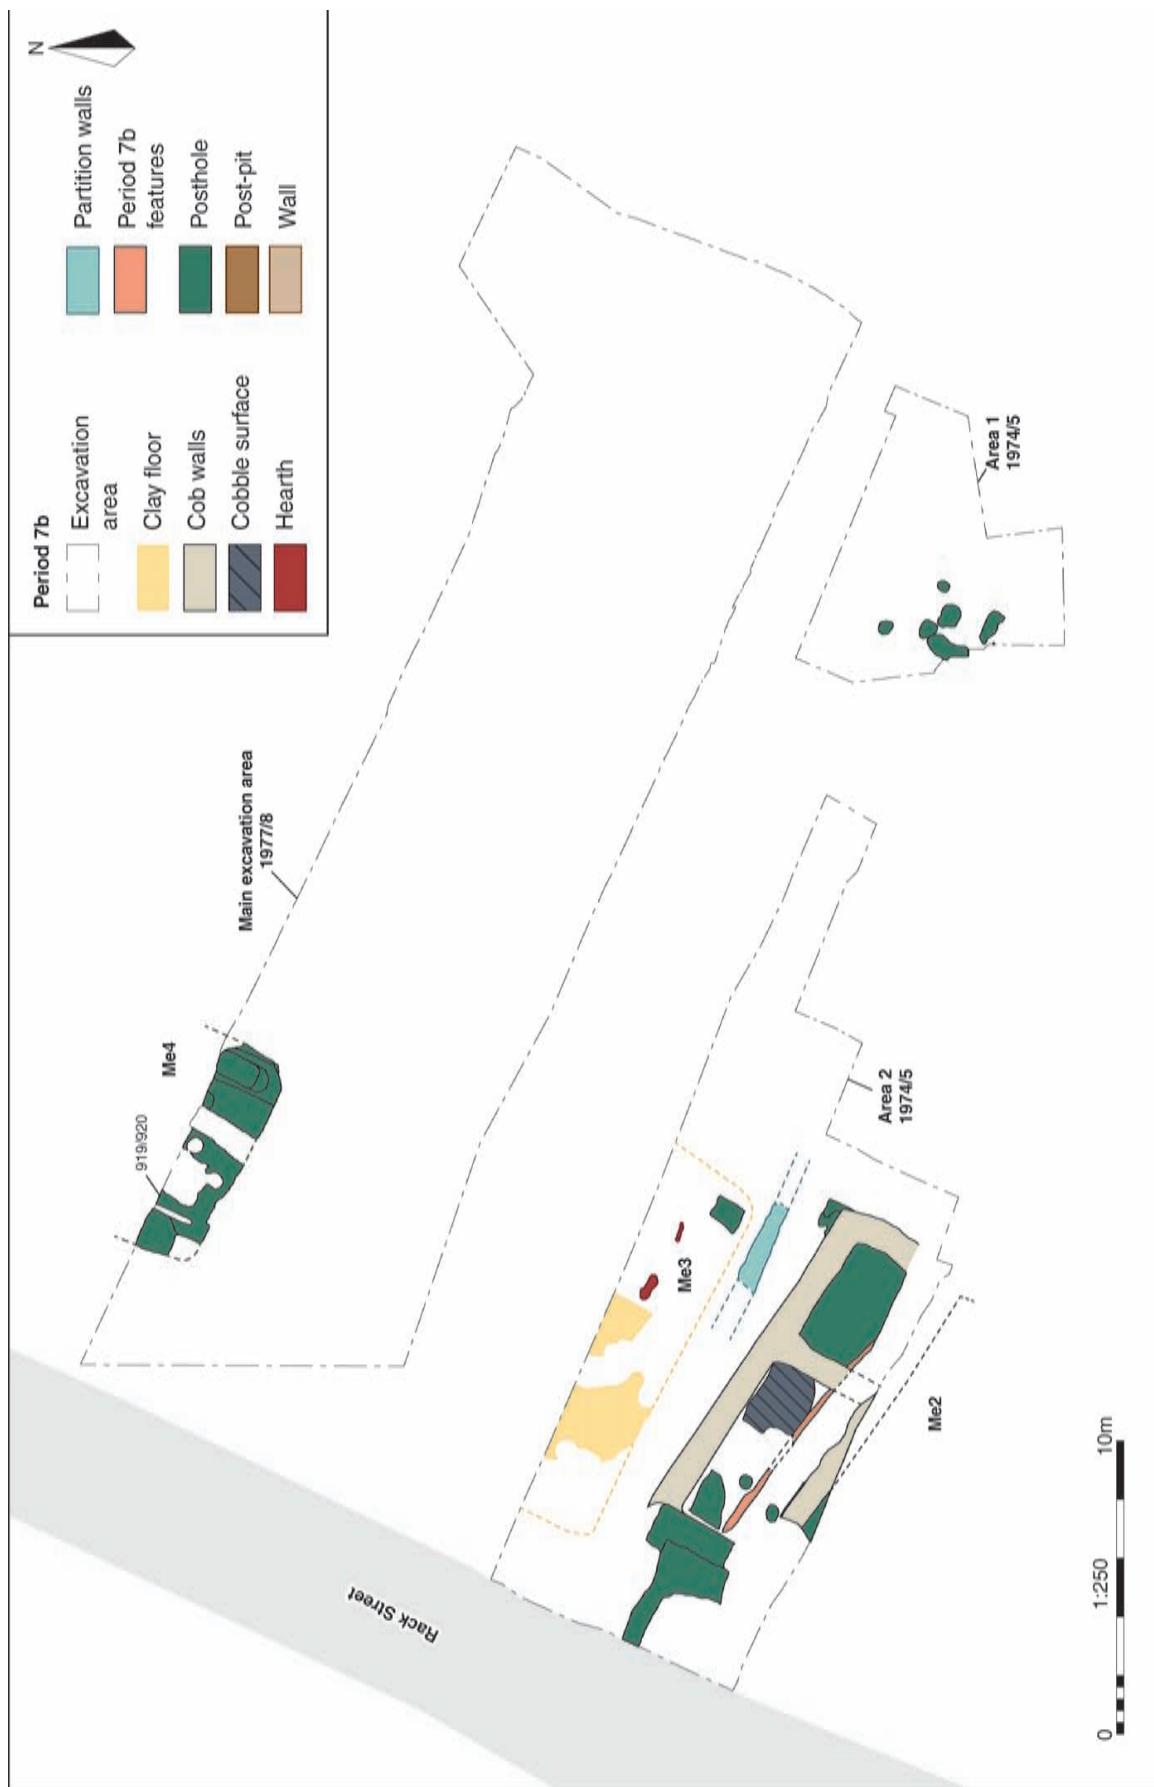 N
Period 7b
Excavation
area
Clay floor
Cob walls
Cobble surface
Hearth
Partition walls
Period 7b
features
Posthole
Post-pit
Wall
Main excavation area
1977/8
Me4
919/920
Rack Street
Me3
Me2
Area 2
1974/5
Area 1
1974/5
0
1:250
10m